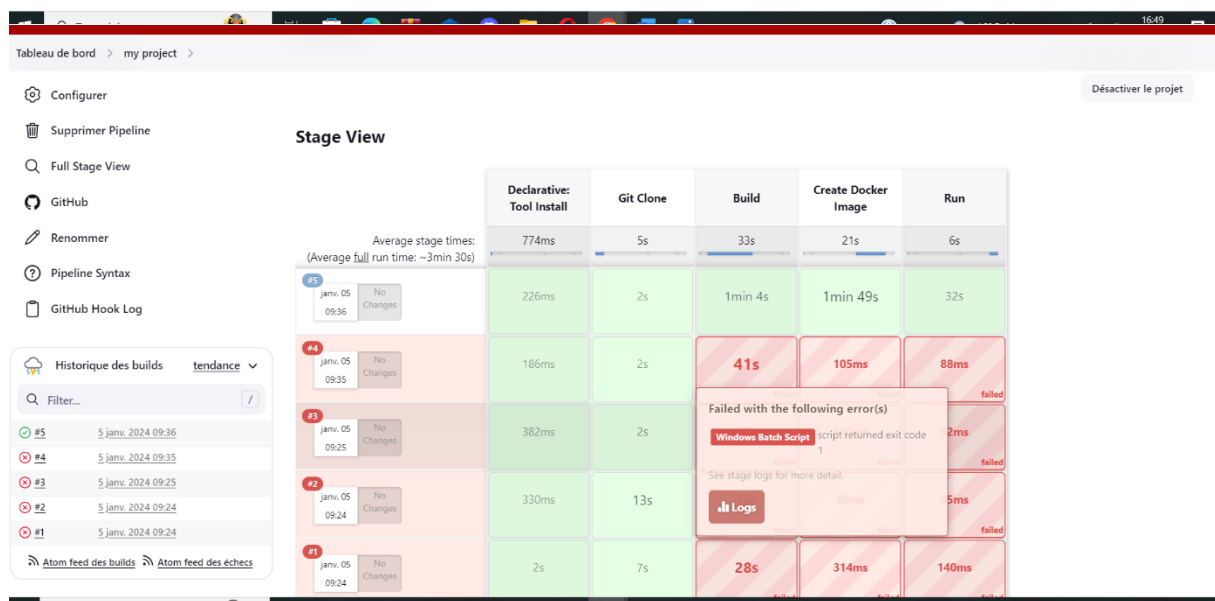 16:49
Tableau de bord > my project >
Configurer
Supprimer Pipeline
Full Stage View
GitHub
Renommer
Pipeline Syntax
GitHub Hook Log
Historique des builds tendance
Filter... /
#5 5 janv. 2024 09:36
#4 5 janv. 2024 09:35
#3 5 janv. 2024 09:25
#2 5 janv. 2024 09:24
#1 5 janv. 2024 09:24
Atom feed des builds Atom feed des échecs
Désactiver le projet
Stage View
Declarative: Git Clone Build Create Docker Run
Tool Install Image
Average stage times: 774ms 5s 33s 21s 6s
(Average full run time: ~3min 30s)
#5
janv. 05 No
Changes
09:36
226ms 2s 1min 4s 1min 49s 32s
#4
janv. 05 No
Changes
09:35
186ms 2s 41s 105ms 88ms
failed
Failed with the following error(s)
Windows Batch Script script returned exit code
1
See stage logs for more detail.
Logs
#3
janv. 05 No
Changes
09:25
382ms 2s 2ms
failed
#2
janv. 05 No
Changes
09:24
330ms 13s 98ms 5ms
failed
#1
janv. 05 No
Changes
09:24
2s 7s 28s 314ms 140ms
failed failed failed